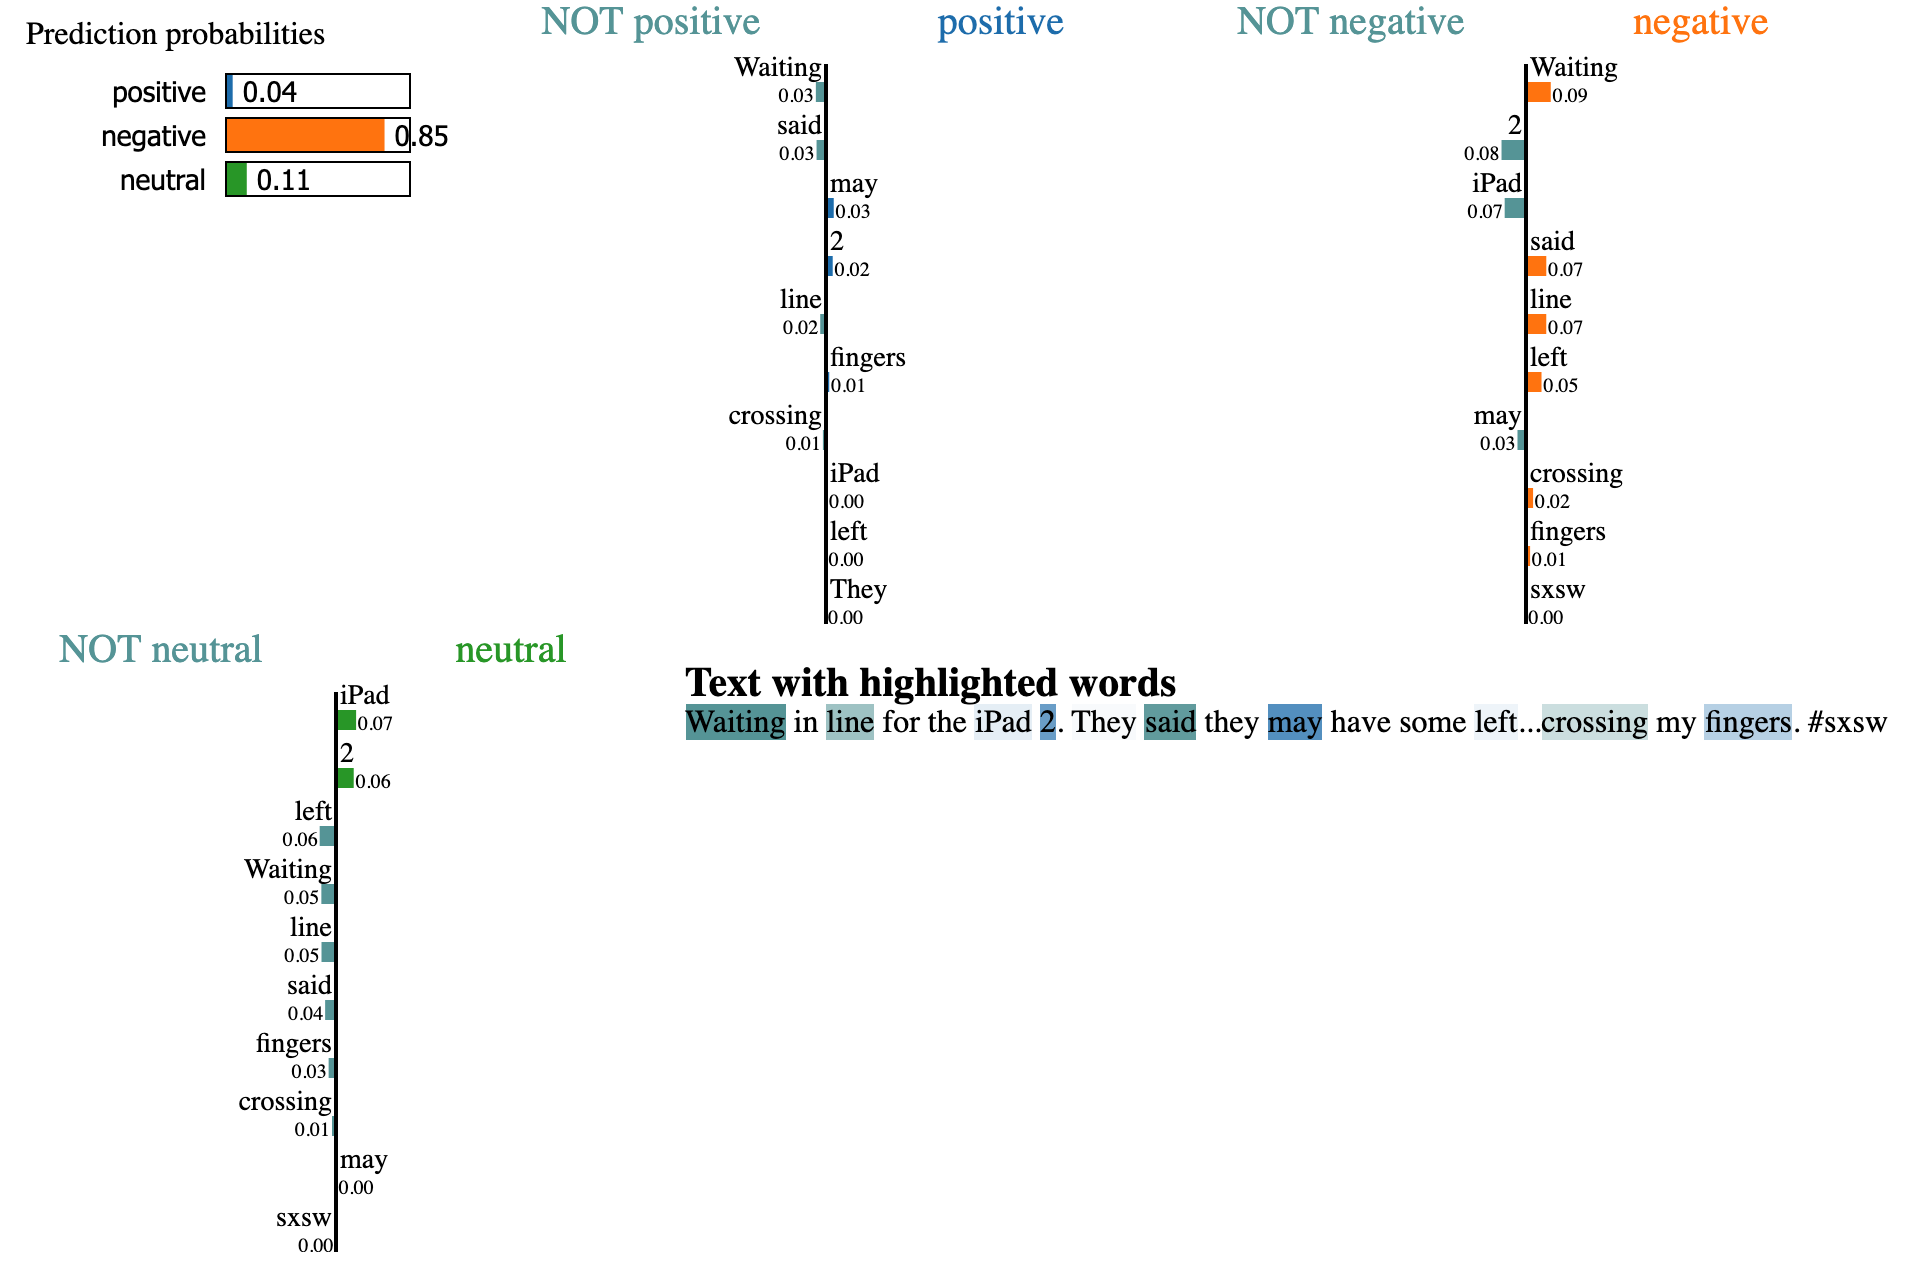 Prediction probabilities
positive 0.04
negative 0.85
neutral 0.11
NOT positive positive
Waiting
0.03
said
0.03
may
0.03
2
0.02
line
0.02
fingers
0.01
crossing
0.01
iPad
0.00
left
0.00
They
0.00
NOT negative negative
Waiting
0.09
2
0.08
iPad
0.07
said
0.07
line
0.07
left
0.05
may
0.03
crossing
0.02
fingers
0.01
sxsw
0.00
NOT neutral neutral
iPad
0.07
2
0.06
left
0.06
Waiting
0.05
line
0.05
said
0.04
fingers
0.03
crossing
0.01
may
0.00
sxsw
0.00
Text with highlighted words
Waiting in line for the iPad 2. They said they may have some left...crossing my fingers. #sxsw